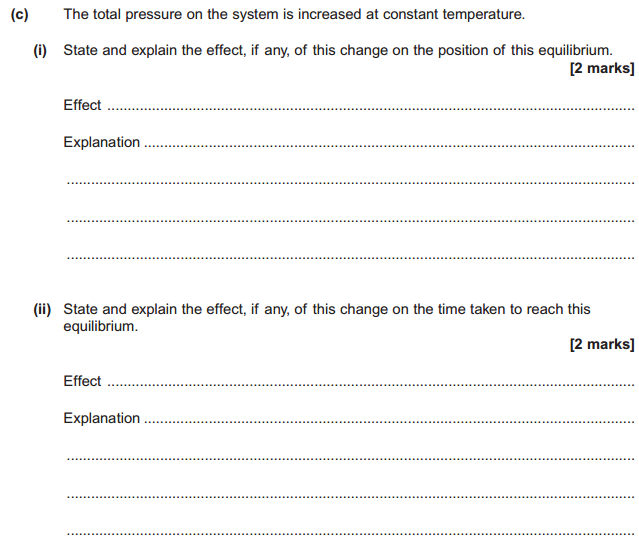 (c) The total pressure on the system is increased at constant temperature.
(i) State and explain the effect, if any, of this change on the position of this equilibrium.
[2 marks]
Effect ..........
Explanation ..........
(ii) State and explain the effect, if any, of this change on the time taken to reach this
equilibrium.
[2 marks]
Effect ..........
Explanation ..........